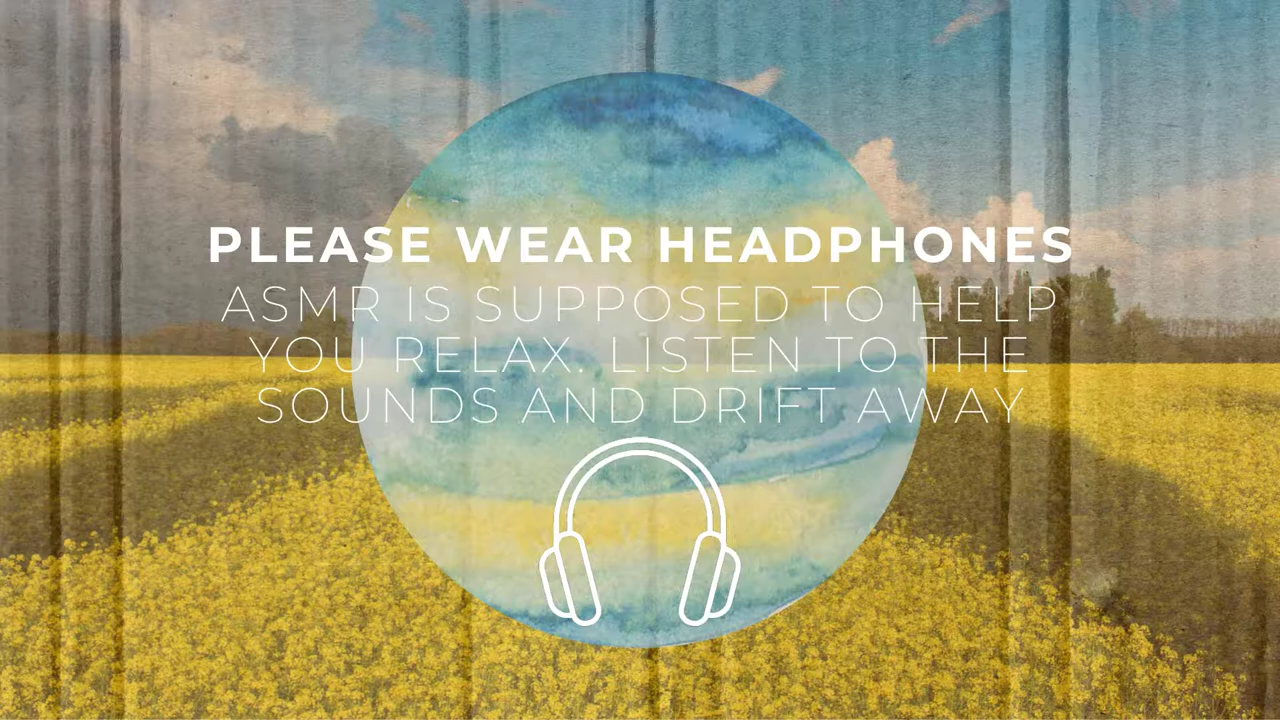 PLEASE WEAR HEADPHONES
ASMR IS SUPPOSED TO HELP
YOU RELAX. LISTEN TO THE
SOUNDS AND DRIFT AWAY